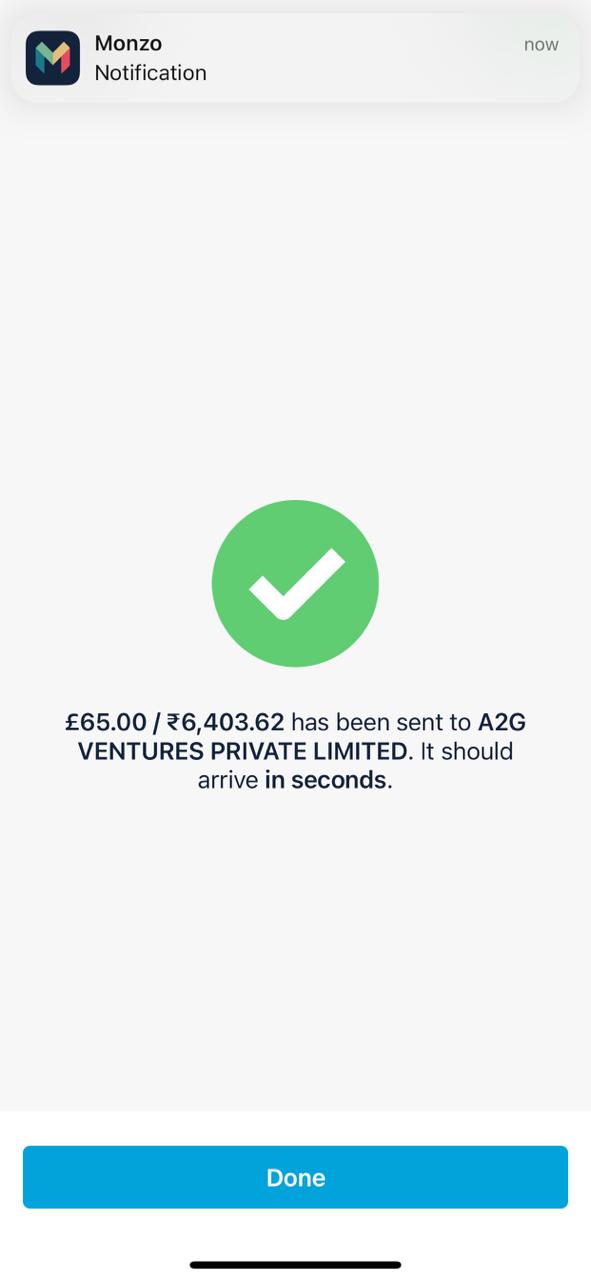 Monzo
now
Notification
£65.00 / ₹6,403.62 has been sent to A2G
VENTURES PRIVATE LIMITED. It should
arrive in seconds.
Done